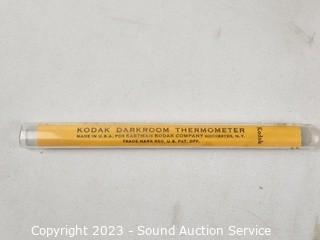 KODAK DARKROOM THERMOMETER
MADE IN U.S.A. FOR EASTMAN KODAK COMPANY ROCHESTER, N.Y.
TRADE MARK REG. U.S. PAT. OFF.
Kodak
Copyright 2023 - Sound Auction Service